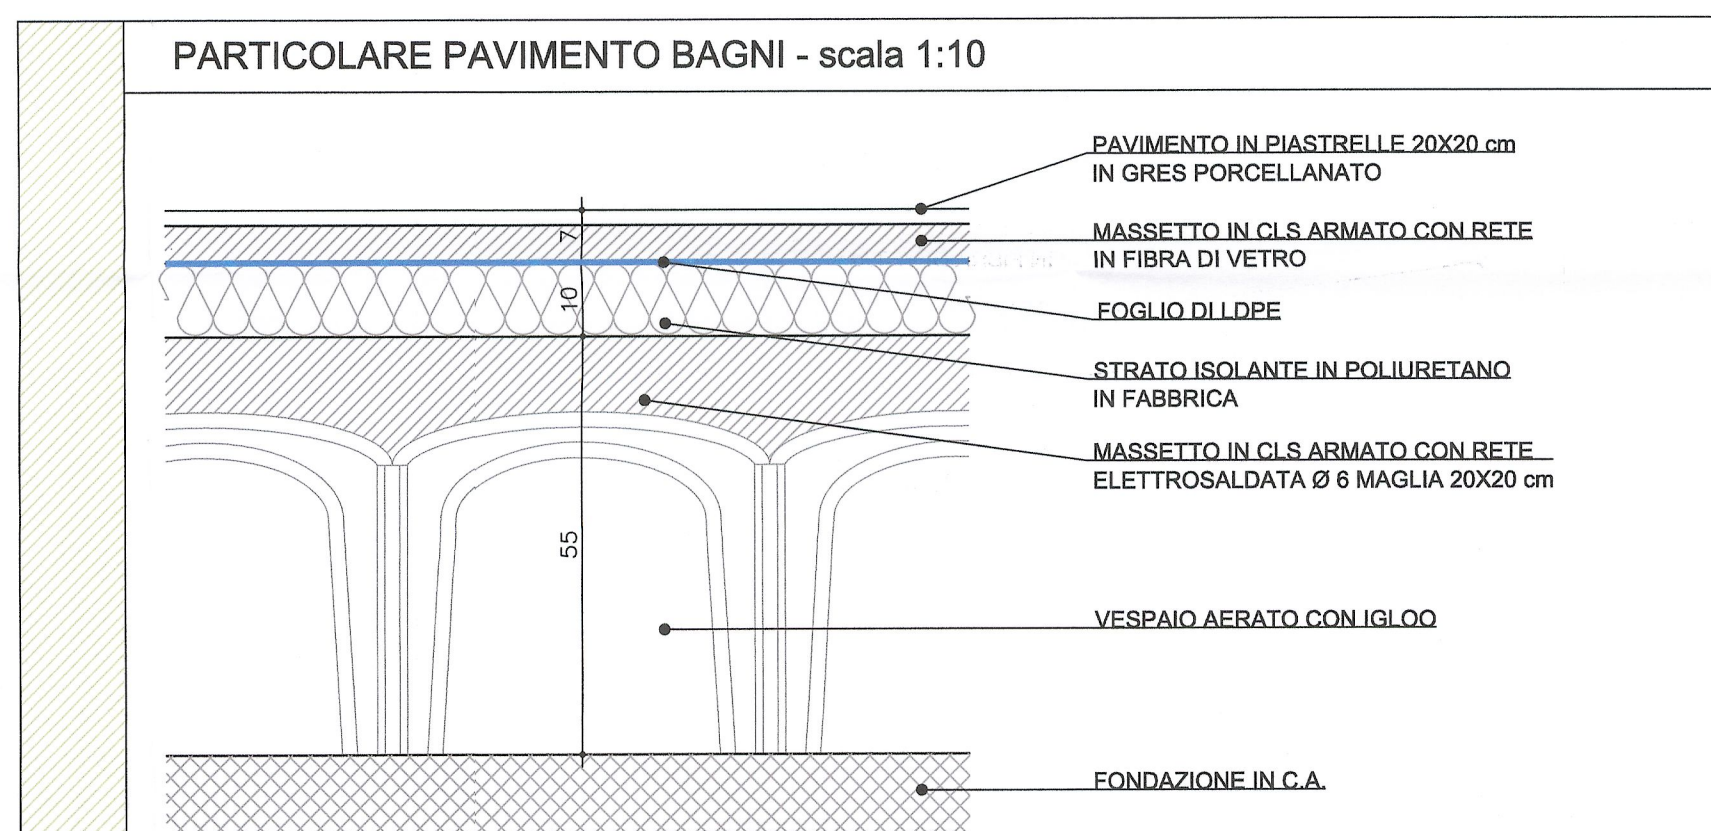 PARTICOLARE PAVIMENTO BAGNI - scala 1:10
PAVIMENTO IN PIASTRELLE 20X20 cm
IN GRES PORCELLANATO
MASSETTO IN CLS ARMATO CON RETE
IN FIBRA DI VETRO
FOGLIO DI LDPE
STRATO ISOLANTE IN POLIURETANO
IN FABBRICA
MASSETTO IN CLS ARMATO CON RETE
ELETTROSALDATA Ø 6 MAGLIA 20X20 cm
VESPAIO AERATO CON IGLOO
FONDAZIONE IN C.A.
7
10
55